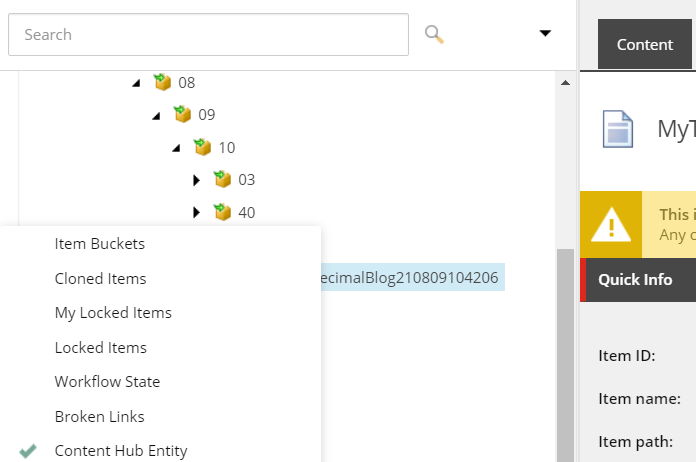 Search
Content
08
09
10
03
40
MyT
This i
Any c
Item Buckets
Cloned Items
My Locked Items
Locked Items
Workflow State
Broken Links
Content Hub Entity
ecimalBlog210809104206
Quick Info
Item ID:
Item name:
Item path: